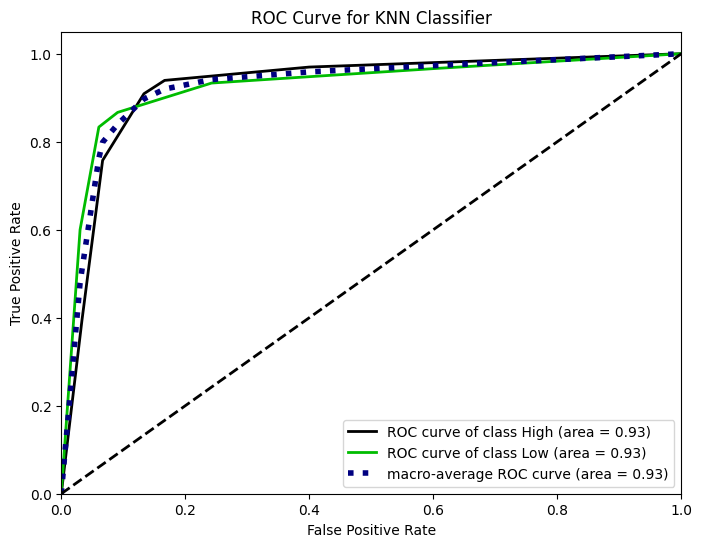 ROC Curve for KNN Classifier
True Positive Rate
1.0
0.8
0.6
0.4
0.2
0.0
ROC curve of class High (area = 0.93)
ROC curve of class Low (area = 0.93)
macro-average ROC curve (area = 0.93)
0.0 0.2 0.4 0.6 0.8 1.0
False Positive Rate